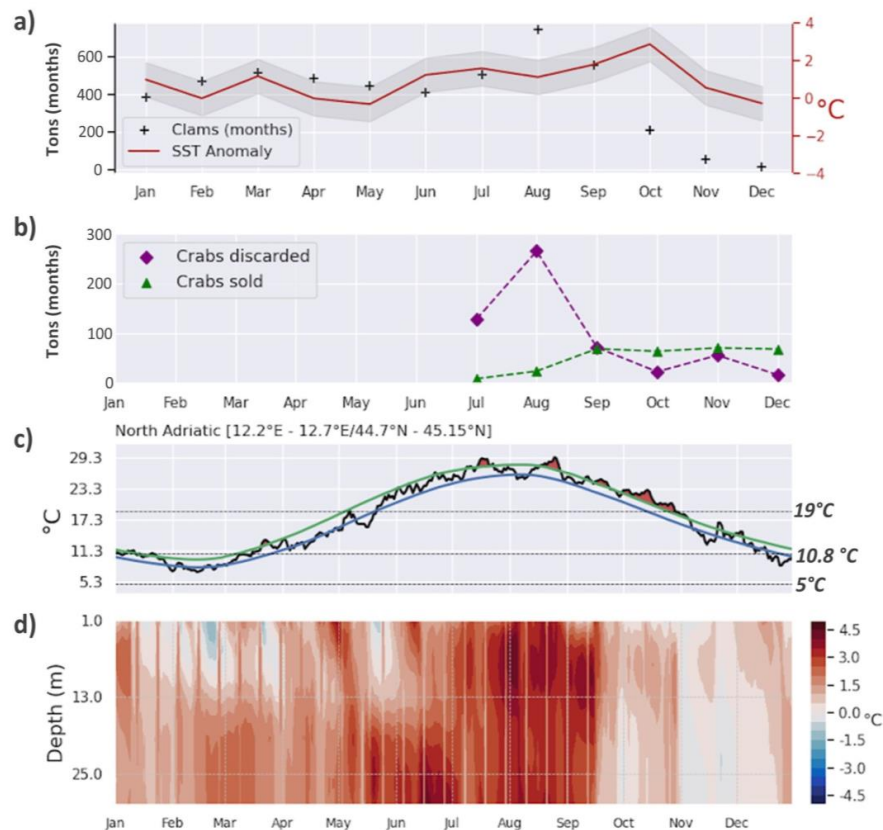 a)
Tons (months)
600
400
200
0
Clams (months)
SST Anomaly
4
2
0
−2
−4
°C
Jan Feb Mar Apr May Jun Jul Aug Sep Oct Nov Dec
b)
Tons (months)
300
200
100
0
Crabs discarded
Crabs sold
Jan Feb Mar Apr May Jun Jul Aug Sep Oct Nov Dec
c)
North Adriatic [12.2°E - 12.7°E/44.7°N - 45.15°N]
°C
29.3
23.3
17.3
11.3
5.3
19°C
10.8 °C
5°C
d)
Depth (m)
1.0
13.0
25.0
4.5
3.0
1.5
0.0
-1.5
-3.0
-4.5
°C
Jan Feb Mar Apr May Jun Jul Aug Sep Oct Nov Dec